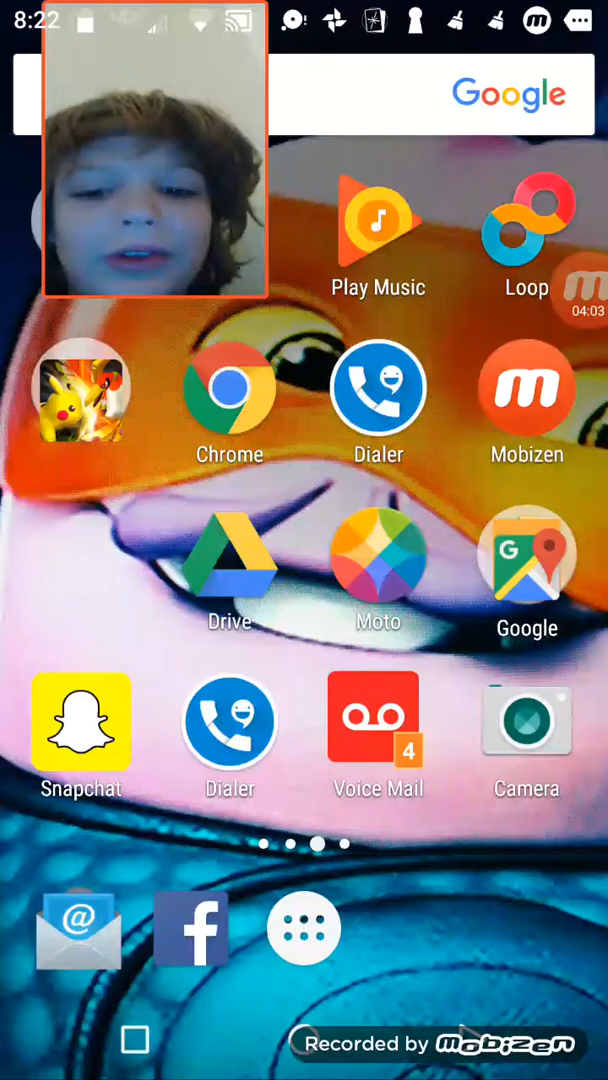 8:22
Google
Play Music
Loop
04:03
Chrome
Dialer
Mobizen
G
Drive
Moto
Google
4
Snapchat
Dialer
Voice Mail
Camera
@
f
Recorded by mobizen